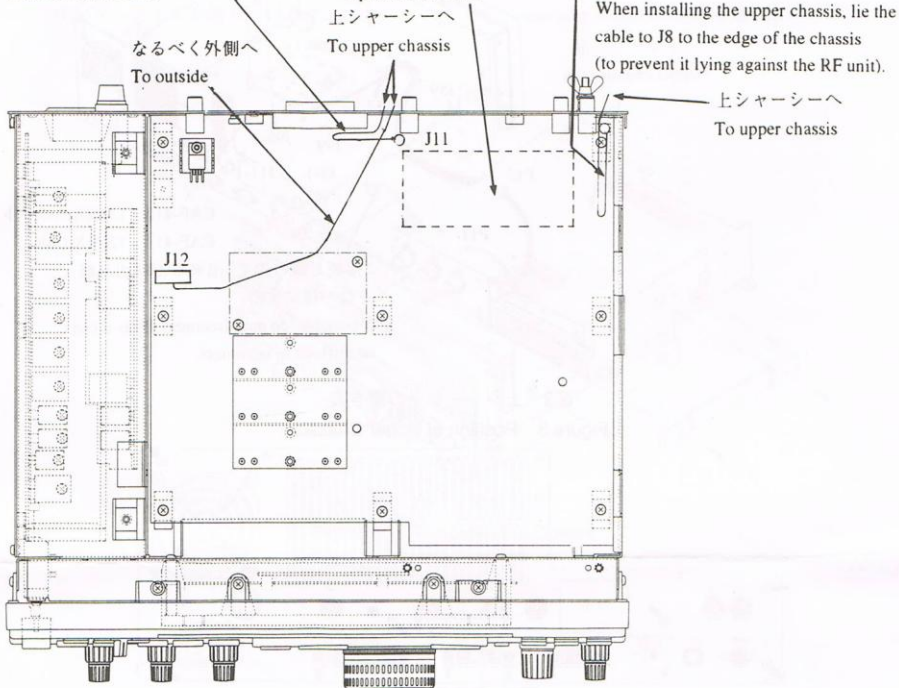 When installing the upper chassis, lie the
cable to J8 to the edge of the chassis
(to prevent it lying against the RF unit).
上シャーシーへ
To upper chassis
なるべく外側へ
To outside
上シャーシーへ
To upper chassis
J11
J12